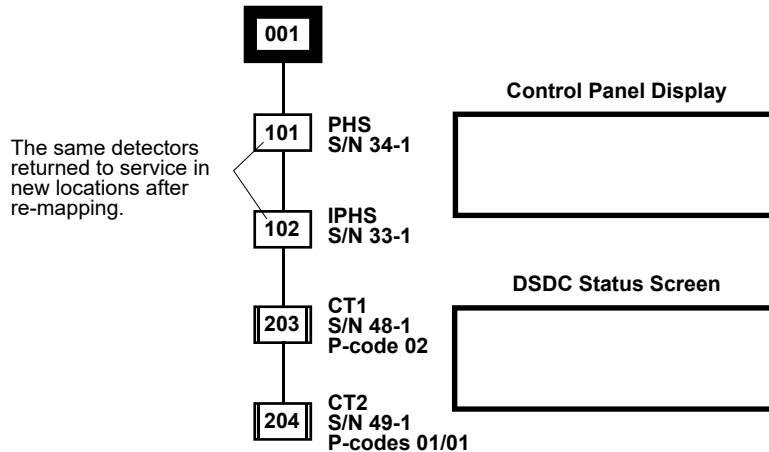 001
101
PHS
S/N 34-1
The same detectors
returned to service in
new locations after
re-mapping.
102
IPHS
S/N 33-1
203
CT1
S/N 48-1
P-code 02
204
CT2
S/N 49-1
P-codes 01/01
Control Panel Display
DSDC Status Screen